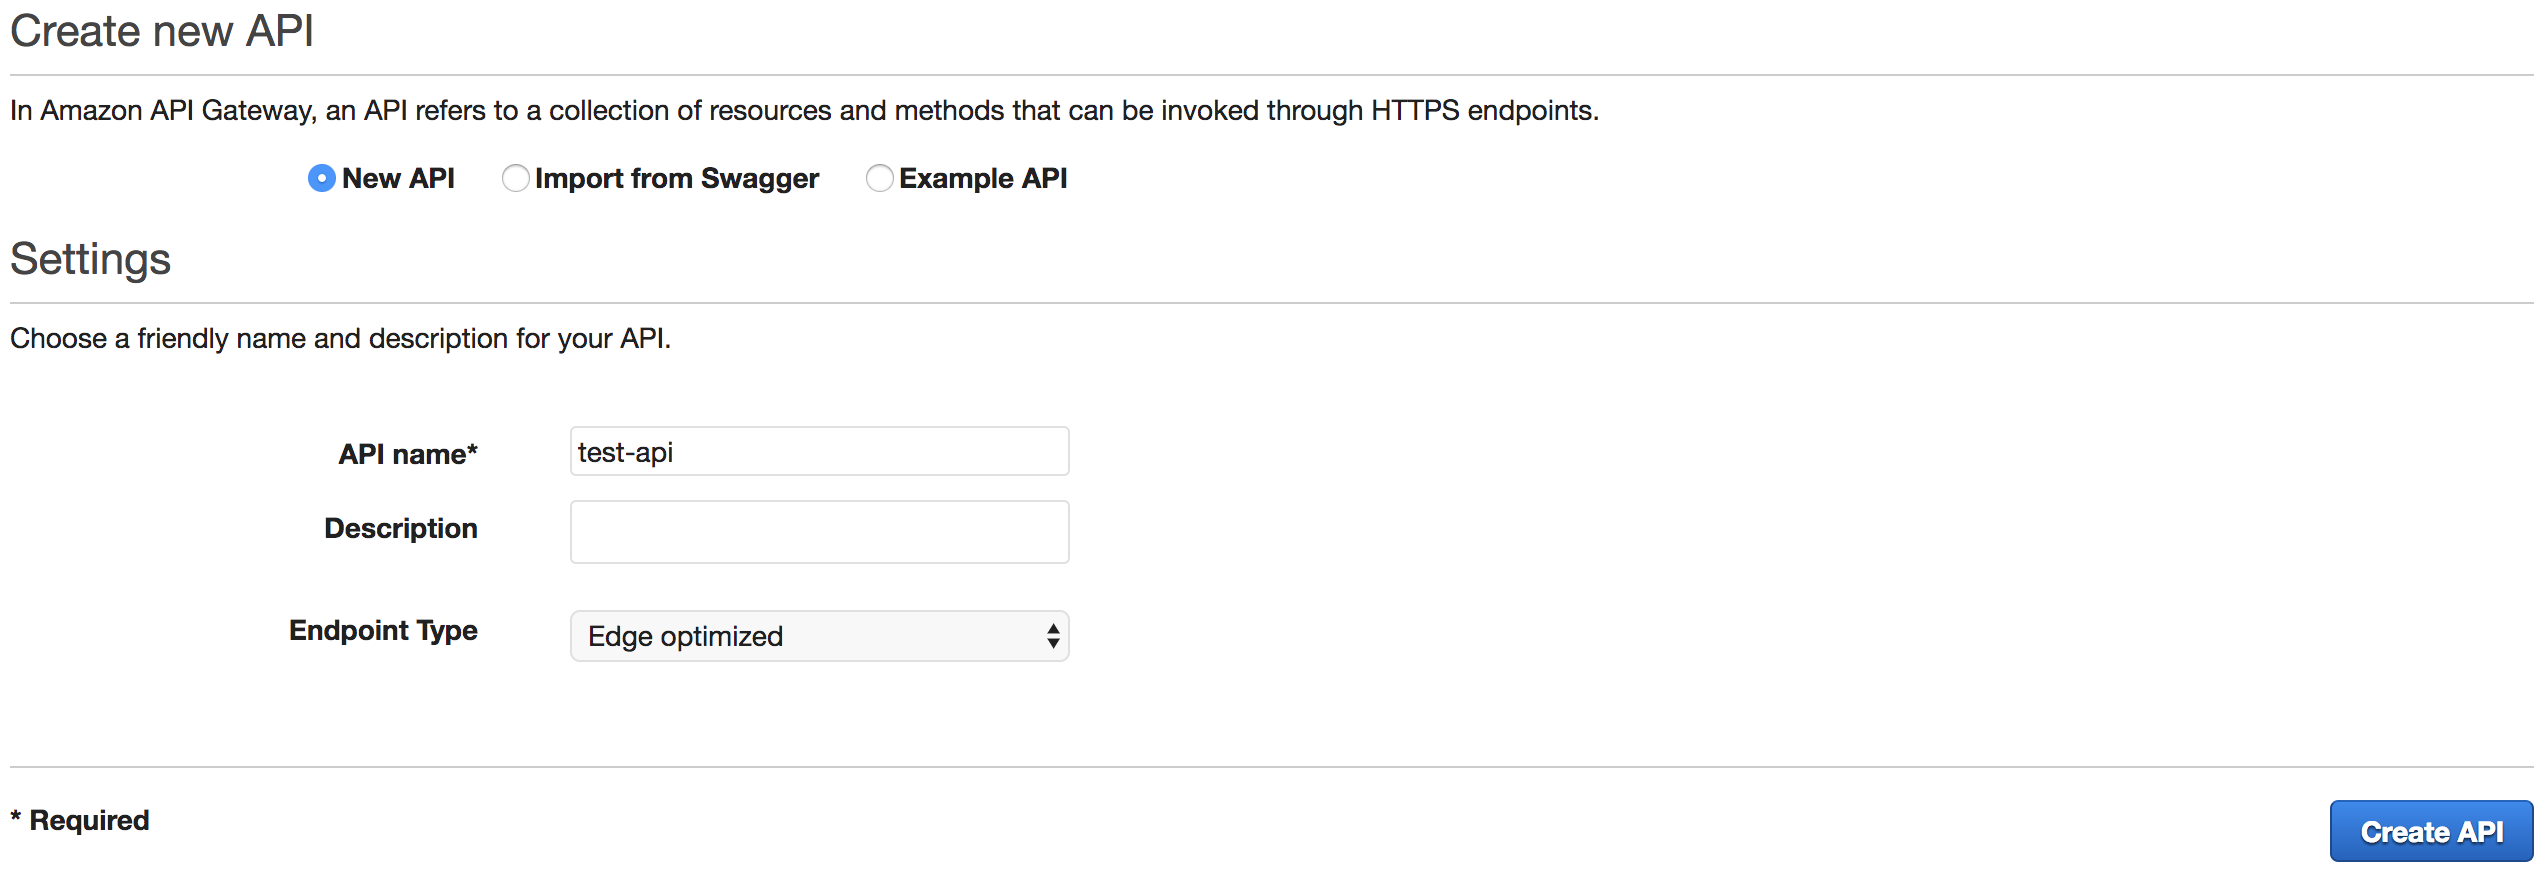 Create new API
In Amazon API Gateway, an API refers to a collection of resources and methods that can be invoked through HTTPS endpoints.
New API Import from Swagger Example API
Settings
Choose a friendly name and description for your API.
API name* test-api
Description
Endpoint Type Edge optimized
* Required
Create API